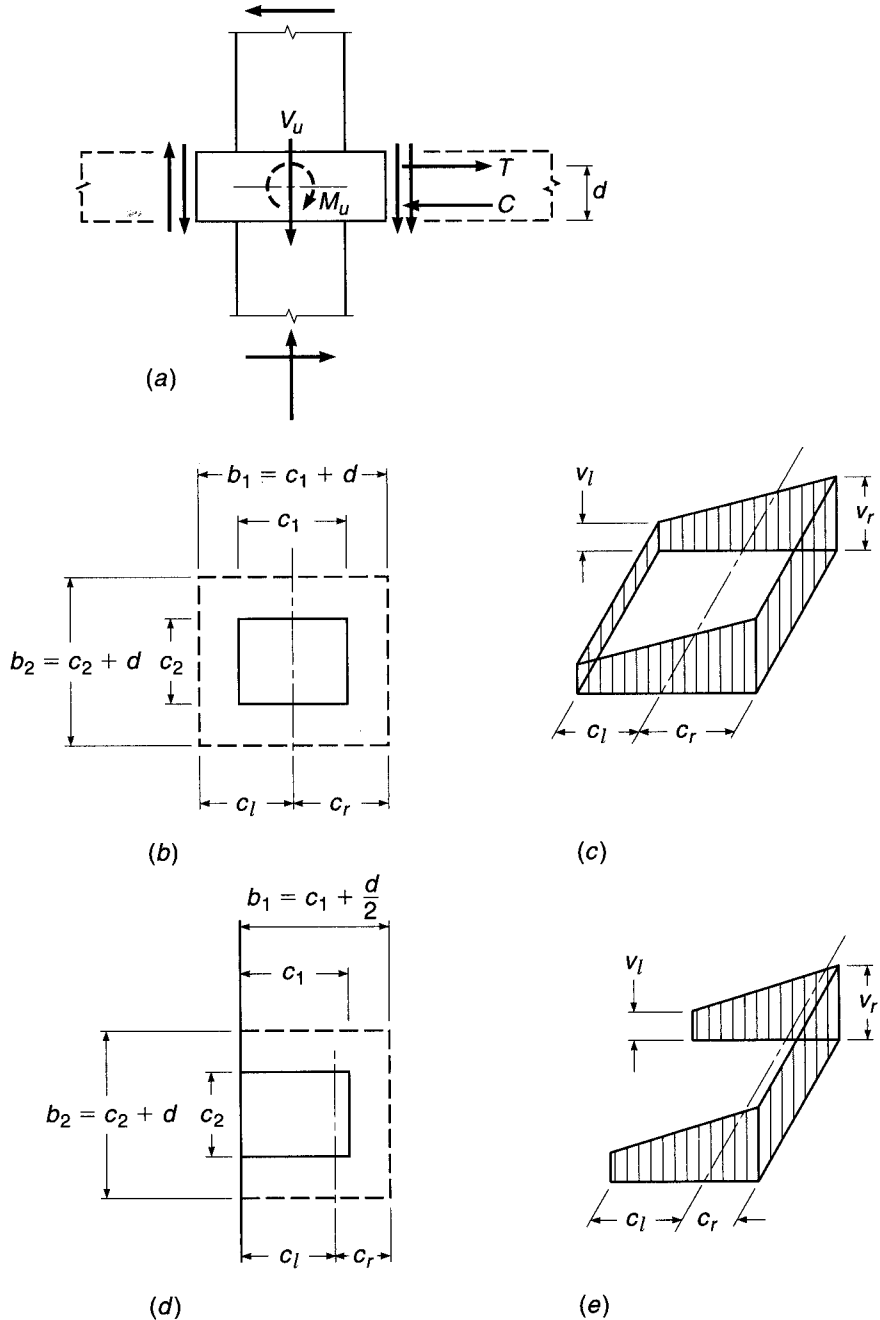 V_u
T
M_u
C
d
(a)
b_1 = c_1 + d
c_1
b_2 = c_2 + d
c_2
c_l
c_r
(b)
v_l
v_r
c_l
c_r
(c)
b_1 = c_1 + d/2
c_1
b_2 = c_2 + d
c_2
c_l
c_r
(d)
v_l
v_r
c_l
c_r
(e)